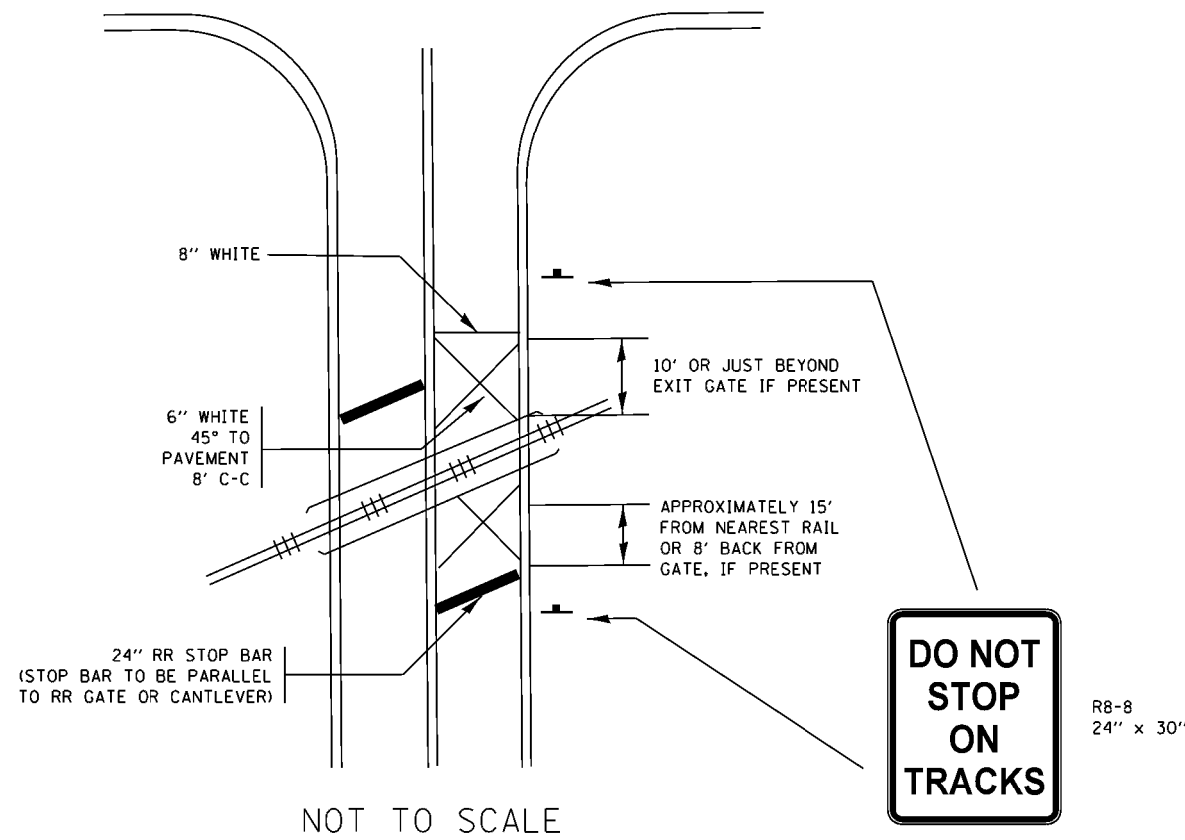 8" WHITE
10' OR JUST BEYOND
EXIT GATE IF PRESENT
6" WHITE
45° TO
PAVEMENT
8' C-C
APPROXIMATELY 15'
FROM NEAREST RAIL
OR 8' BACK FROM
GATE, IF PRESENT
24" RR STOP BAR
(STOP BAR TO BE PARALLEL
TO RR GATE OR CANTLEVER)
DO NOT
STOP
ON
TRACKS
R8-8
24" x 30"
NOT TO SCALE